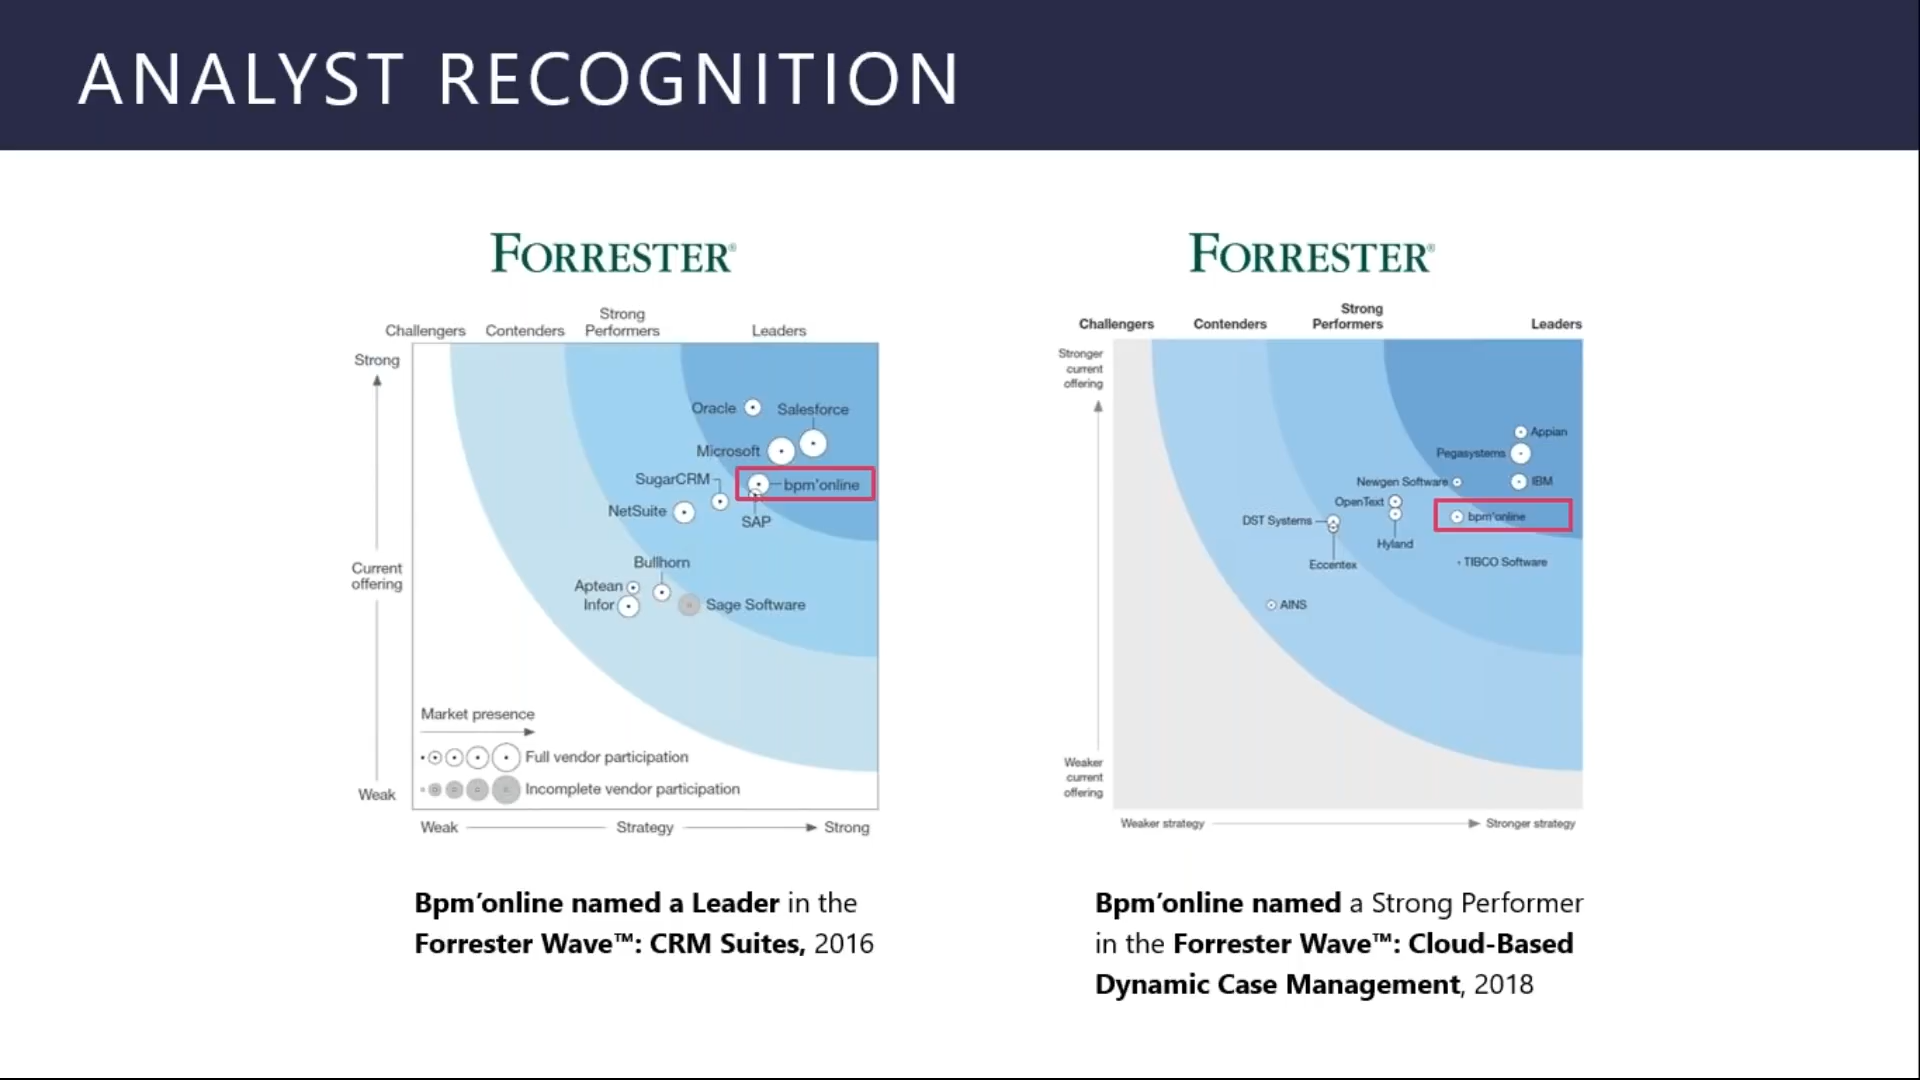 ANALYST RECOGNITION
FORRESTER®
Challengers
Contenders
Strong
Performers
Leaders
Strong
Current
offering
Weak
Oracle
Salesforce
Microsoft
SugarCRM
bpm'online
NetSuite
SAP
Bullhorn
Aptean
Infor
Sage Software
Market presence
Full vendor participation
Incomplete vendor participation
Weak
Strategy
Strong
Bpm’online named a Leader in the
Forrester Wave™: CRM Suites, 2016
FORRESTER®
Challengers
Contenders
Strong
Performers
Leaders
Stronger
current
offering
Appian
Pegasystems
Newgen Software
IBM
OpenText
bpm'online
DST Systems
Hyland
Eccentex
TIBCO Software
AINS
Weaker
current
offering
Weaker strategy
Stronger strategy
Bpm’online named a Strong Performer
in the Forrester Wave™: Cloud-Based
Dynamic Case Management, 2018